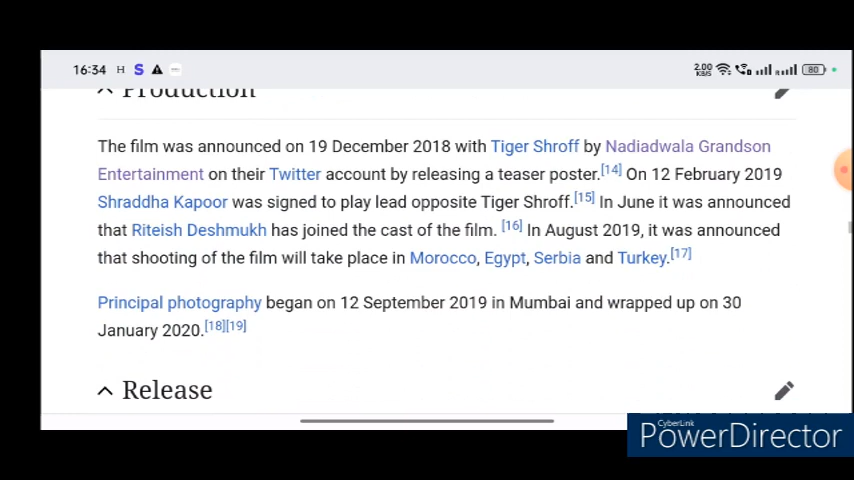 16:34 H S
2.00 KB/S 80
Production
The film was announced on 19 December 2018 with Tiger Shroff by Nadiadwala Grandson
Entertainment on their Twitter account by releasing a teaser poster.[14] On 12 February 2019
Shraddha Kapoor was signed to play lead opposite Tiger Shroff.[15] In June it was announced
that Riteish Deshmukh has joined the cast of the film. [16] In August 2019, it was announced
that shooting of the film will take place in Morocco, Egypt, Serbia and Turkey.[17]
Principal photography began on 12 September 2019 in Mumbai and wrapped up on 30
January 2020.[18][19]
Release
CyberLink
PowerDirector